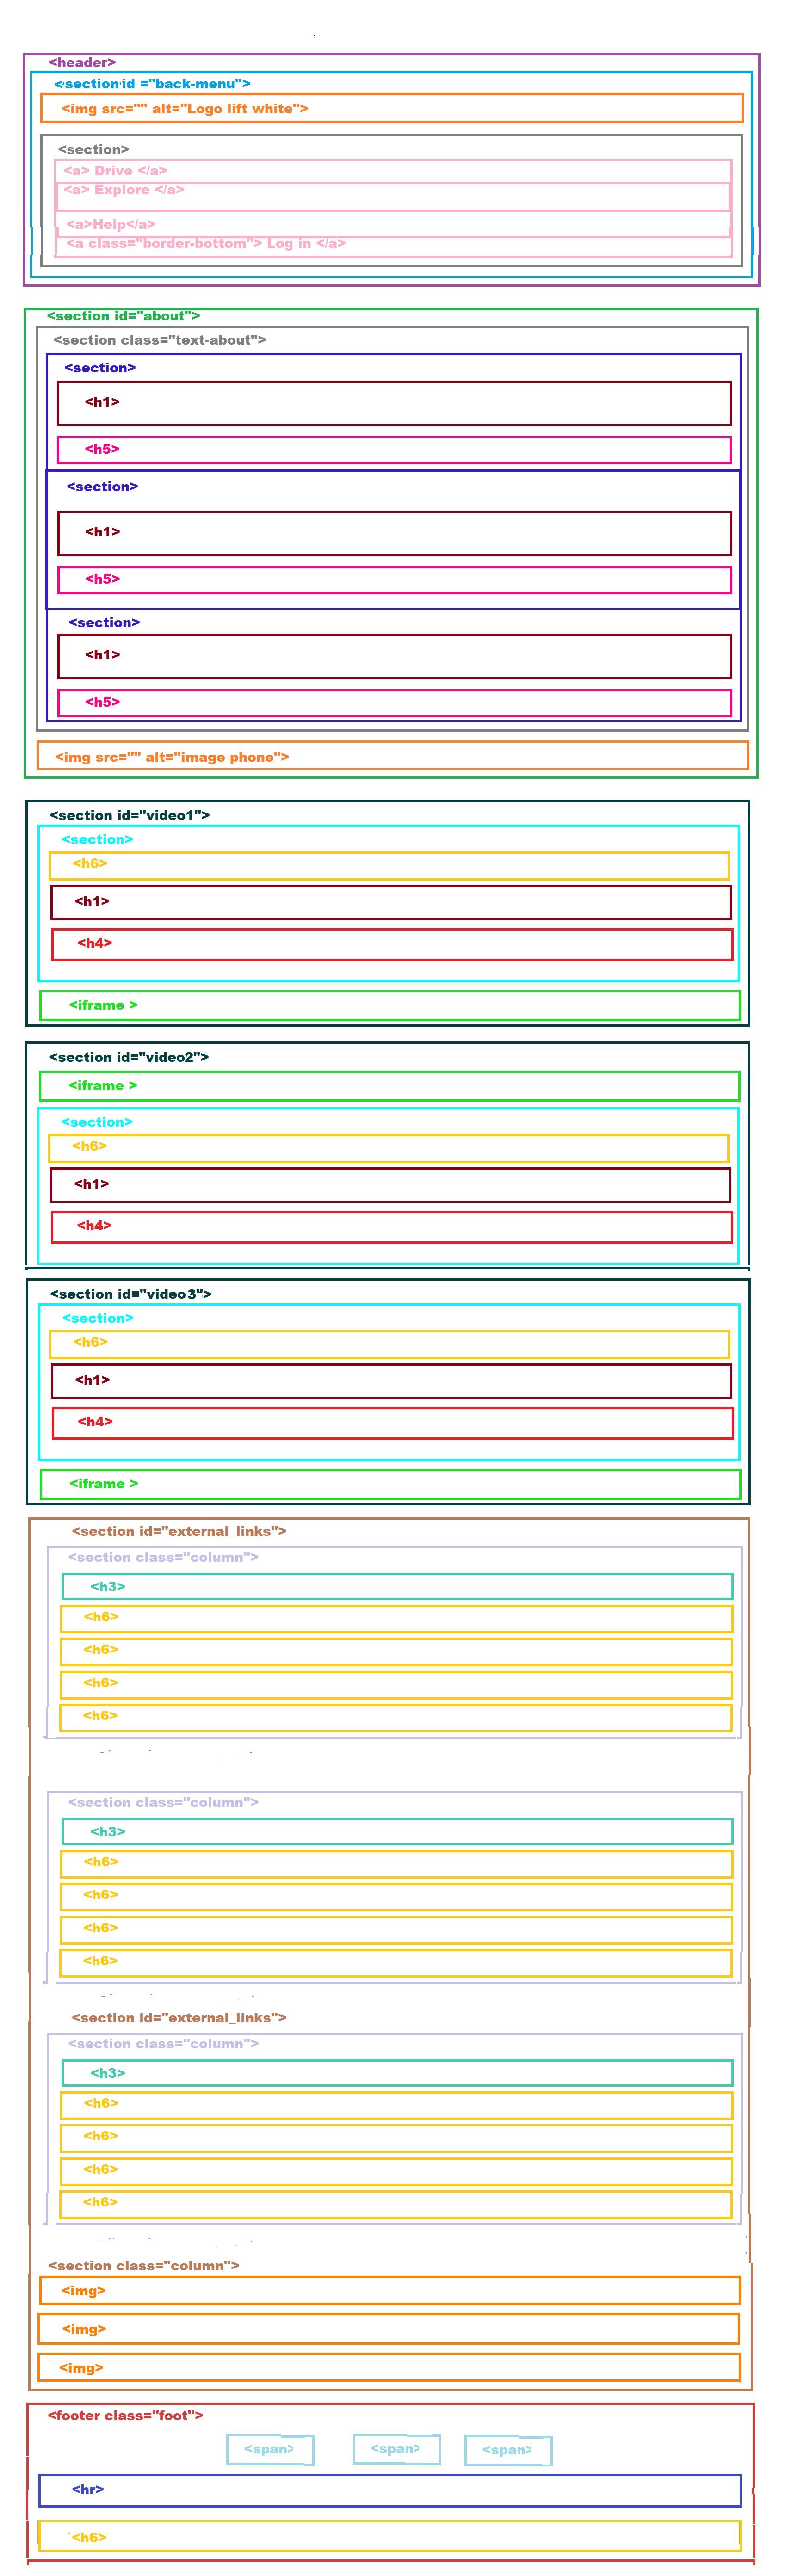 <header>
<section id ="back-menu">
<img src="" alt="Logo lift white">
<section>
<a> Drive </a>
<a> Explore </a>
<a>Help</a>
<a class="border-bottom"> Log in </a>
<section id="about">
<section class="text-about">
<section>
<h1>
<h5>
<section>
<h1>
<h5>
<section>
<h1>
<h5>
<img src="" alt="image phone">
<section id="video1">
<section>
<h6>
<h1>
<h4>
<iframe >
<section id="video2">
<iframe >
<section>
<h6>
<h1>
<h4>
<section id="video3">
<section>
<h6>
<h1>
<h4>
<iframe >
<section id="external_links">
<section class="column">
<h3>
<h6>
<h6>
<h6>
<h6>
<section class="column">
<h3>
<h6>
<h6>
<h6>
<h6>
<section id="external_links">
<section class="column">
<h3>
<h6>
<h6>
<h6>
<h6>
<section class="column">
<img>
<img>
<img>
<footer class="foot">
<span> <span> <span>
<hr>
<h6>